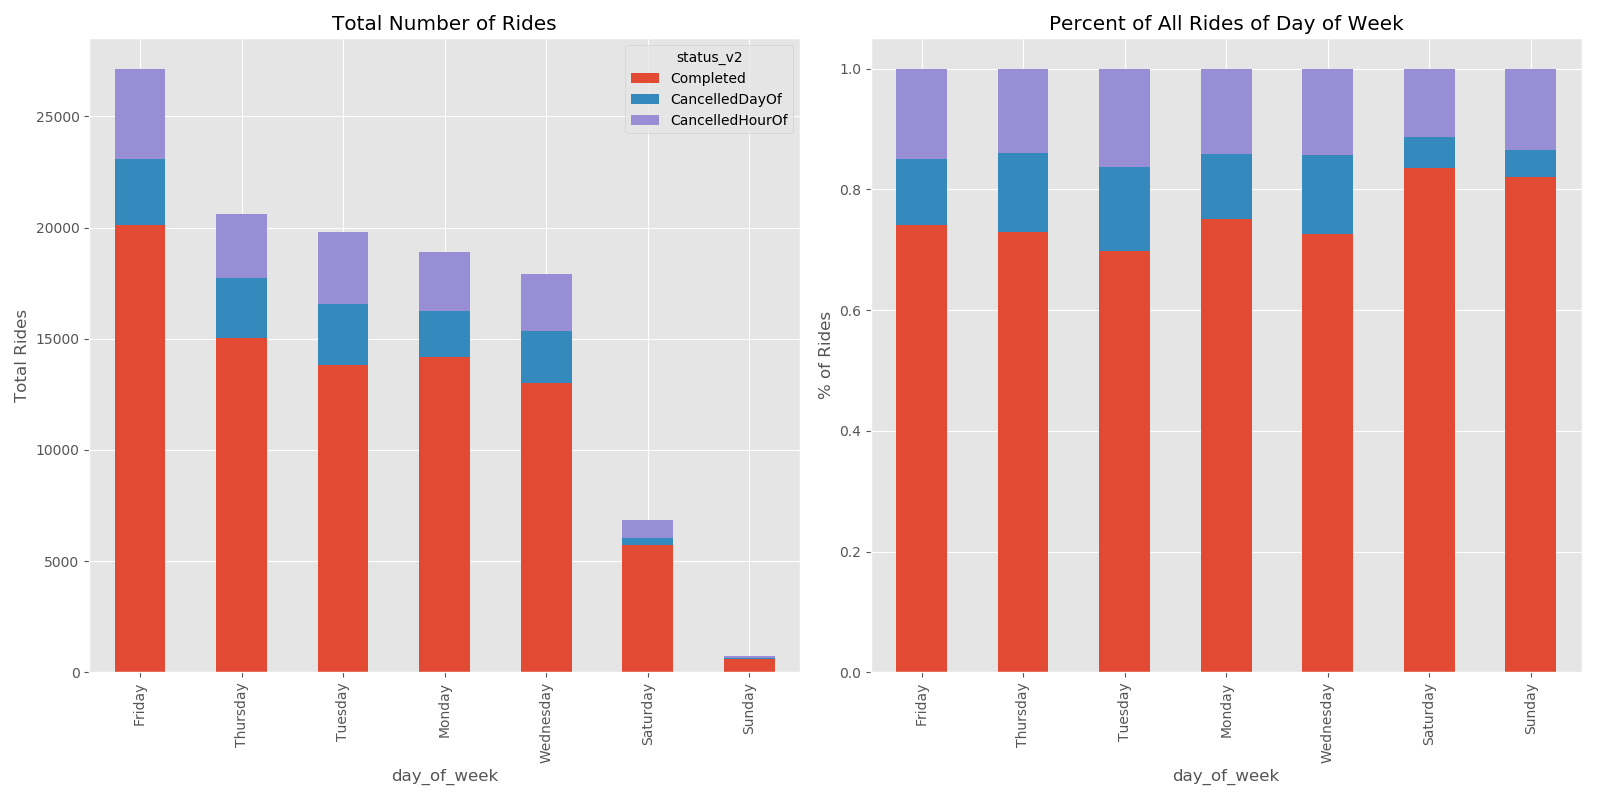 Total Number of Rides
status_v2
Completed
CancelledDayOf
CancelledHourOf
25000
20000
15000
10000
5000
0
Total Rides
Friday
Thursday
Tuesday
Monday
Wednesday
Saturday
Sunday
day_of_week
Percent of All Rides of Day of Week
1.0
0.8
0.6
0.4
0.2
0.0
% of Rides
Friday
Thursday
Tuesday
Monday
Wednesday
Saturday
Sunday
day_of_week